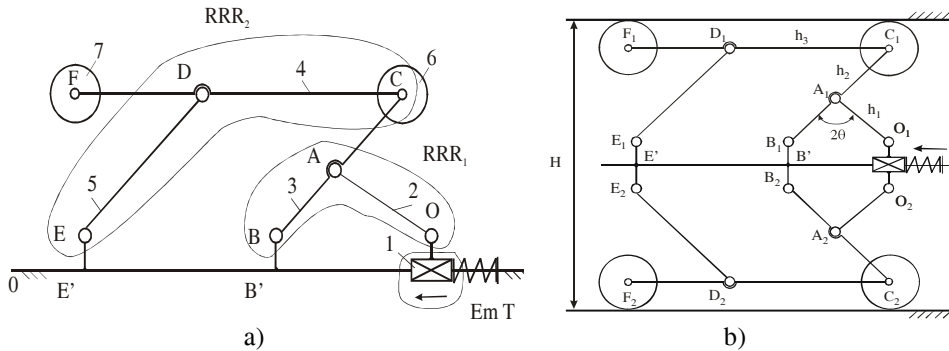 RRR₂
7
F
D
4
C
6
A
RRR₁
5
3
2
E
B
O
1
0
E'
B'
Em T
a)
F₁
D₁
h₃
C₁
h₂
A₁
h₁
2θ
E₁
B₁
O₁
H
E'
B'
E₂
B₂
O₂
A₂
F₂
D₂
C₂
b)